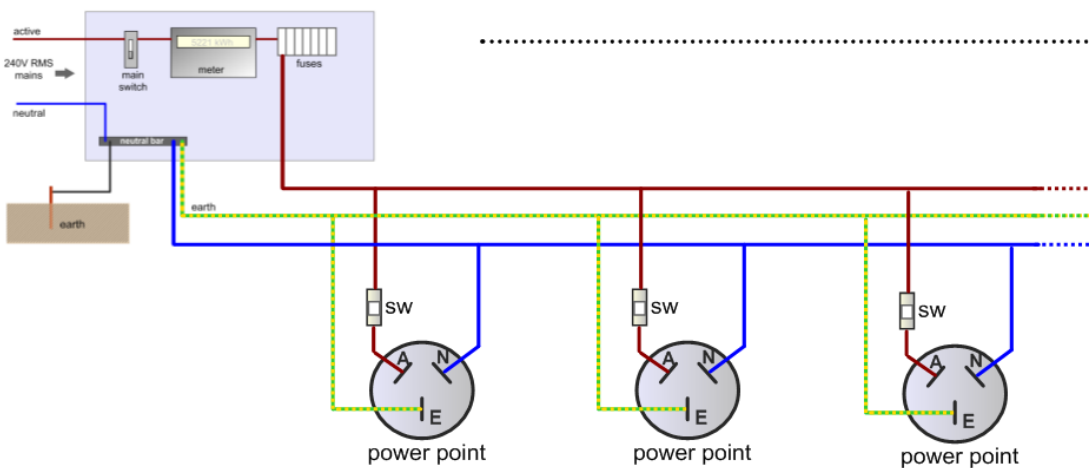 active
240V RMS
mains
main
switch
5221 kWh
meter
fuses
neutral
neutral bar
earth
earth
SW
SW
SW
A N
E
A N
E
A N
E
power point
power point
power point